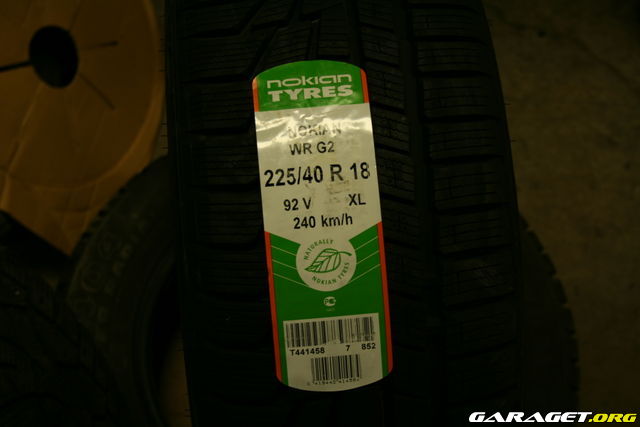 nokian
TYRES
NOKIAN
WR G2
225/40 R 18
92 V XL
240 km/h
NATURALLY
NOKIAN TYRES
T441458 7 852
GARAGET.ORG